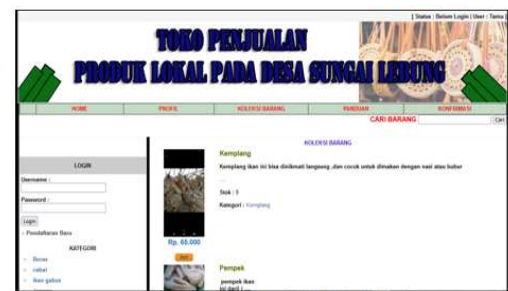 [ Status : Belum Login | User : Tamu ]
TOKO PENJUALAN
PRODUK LOKAL PADA DESA SUNGAI LEBUNG
HOME PROFIL KOLEKSI BARANG PANDUAN KONFIRMASI
CARI BARANG Cari
KOLEKSI BARANG
LOGIN
Username :
Password :
Login
Pendaftaran Baru
KATEGORI
Beras
cabai
ikan gabus
Kemplang
Kemplang ikan ini bisa dinikmati langsung ,dan cocok untuk dimakan dengan nasi atau bubur
...
Stok : 9
Kategori : Kemplang
Rp. 65.000
Pempek
pempek ikan
ini dari i ...